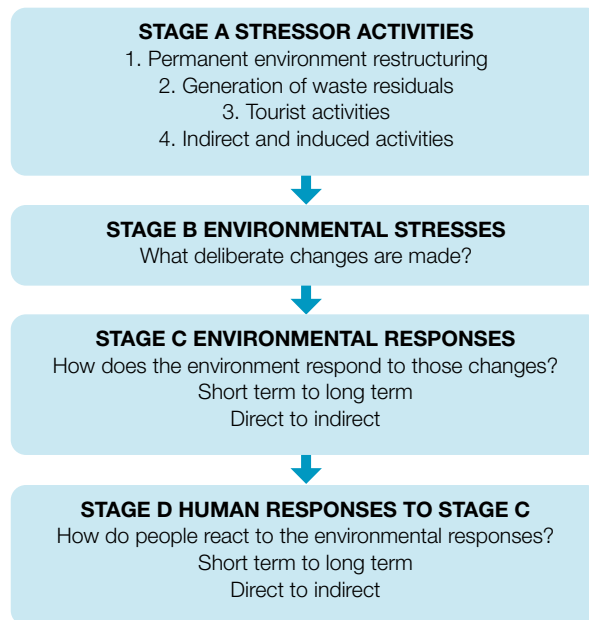 STAGE A STRESSOR ACTIVITIES
1. Permanent environment restructuring
2. Generation of waste residuals
3. Tourist activities
4. Indirect and induced activities
STAGE B ENVIRONMENTAL STRESSES
What deliberate changes are made?
STAGE C ENVIRONMENTAL RESPONSES
How does the environment respond to those changes?
Short term to long term
Direct to indirect
STAGE D HUMAN RESPONSES TO STAGE C
How do people react to the environmental responses?
Short term to long term
Direct to indirect